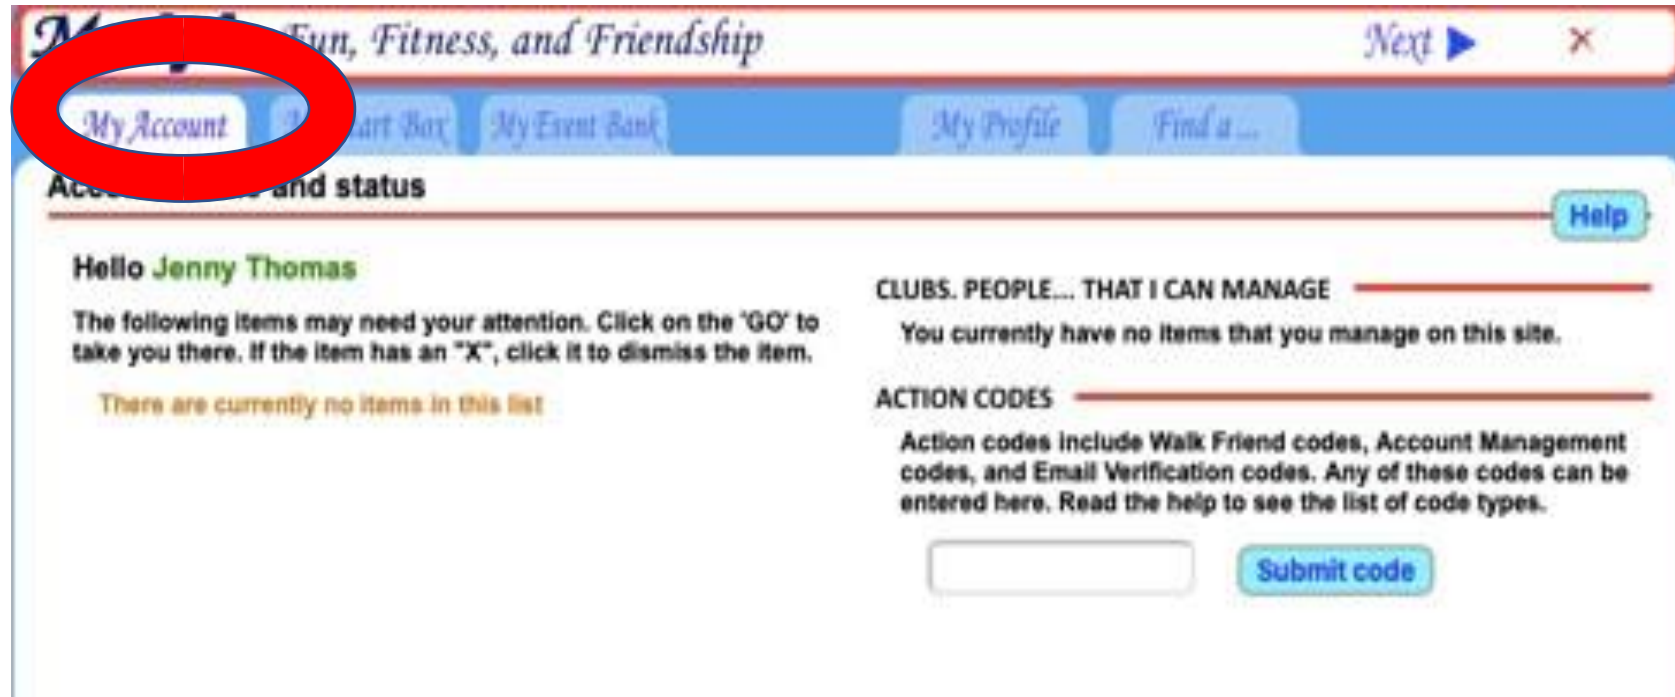 Fun, Fitness, and Friendship
Next
My Account
My Event Bank
My Profile
Find a ...
and status
Help
Hello Jenny Thomas
The following items may need your attention. Click on the 'GO' to
take you there. If the item has an "X", click it to dismiss the item.
There are currently no items in this list
CLUBS. PEOPLE... THAT I CAN MANAGE
You currently have no items that you manage on this site.
ACTION CODES
Action codes include Walk Friend codes, Account Management
codes, and Email Verification codes. Any of these codes can be
entered here. Read the help to see the list of code types.
Submit code